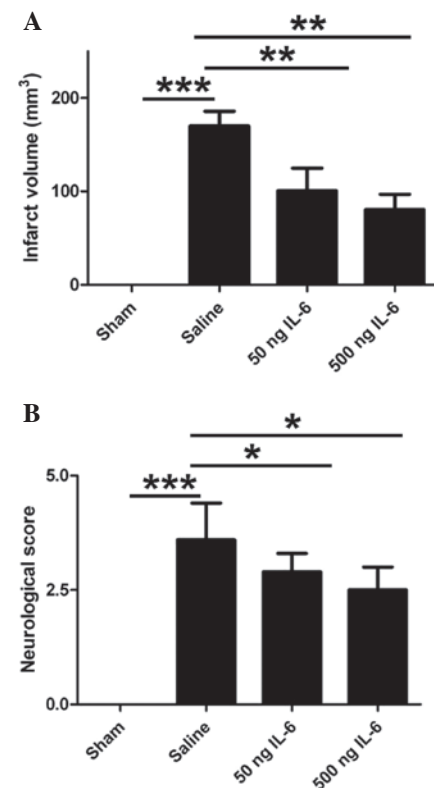 A
**
**
***
Infarct volume (mm³)
200
100
0
Sham
Saline
50 ng IL-6
500 ng IL-6
B
*
*
***
Neurological score
5.0
2.5
0.0
Sham
Saline
50 ng IL-6
500 ng IL-6